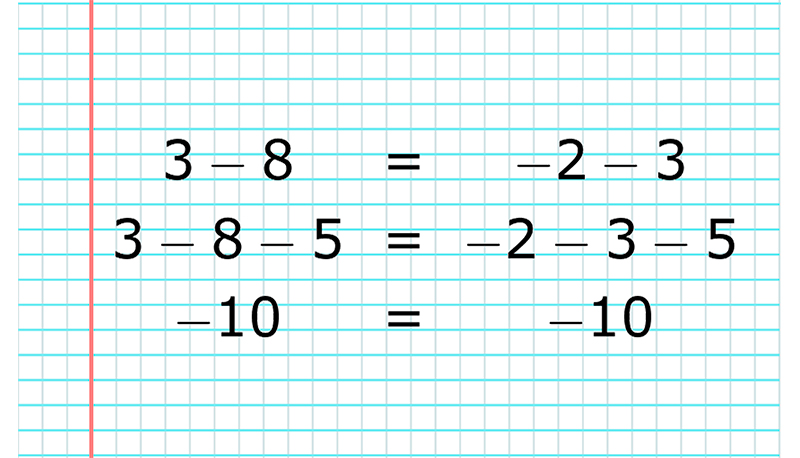 3 – 8 = –2 – 3
3 – 8 – 5 = –2 – 3 – 5
–10 = –10